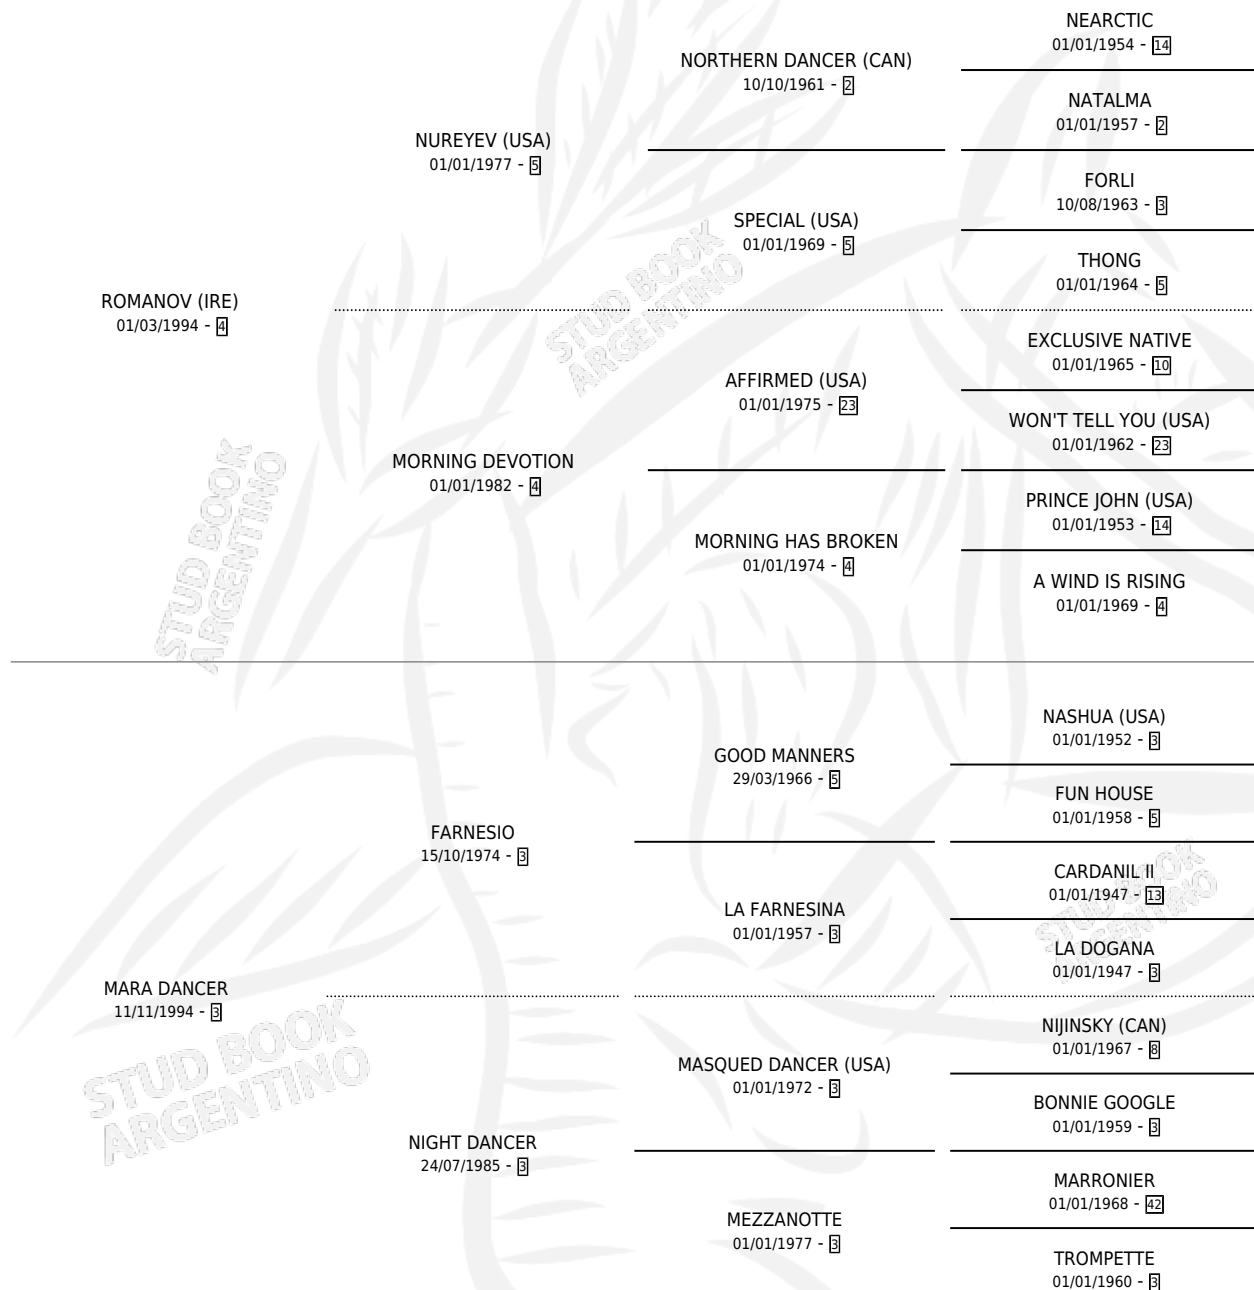 NEARCTIC
01/01/1954 - 14
NORTHERN DANCER (CAN)
10/10/1961 - 2
NATALMA
01/01/1957 - 2
NUREYEV (USA)
01/01/1977 - 5
FORLI
10/08/1963 - 3
SPECIAL (USA)
01/01/1969 - 5
THONG
01/01/1964 - 5
ROMANOV (IRE)
01/03/1994 - 4
EXCLUSIVE NATIVE
01/01/1965 - 10
AFFIRMED (USA)
01/01/1975 - 23
WON'T TELL YOU (USA)
01/01/1962 - 23
MORNING DEVOTION
01/01/1982 - 4
PRINCE JOHN (USA)
01/01/1953 - 14
MORNING HAS BROKEN
01/01/1974 - 4
A WIND IS RISING
01/01/1969 - 4
NASHUA (USA)
01/01/1952 - 3
GOOD MANNERS
29/03/1966 - 5
FUN HOUSE
01/01/1958 - 5
FARNESIO
15/10/1974 - 3
CARDANIL II
01/01/1947 - 13
LA FARNESINA
01/01/1957 - 3
LA DOGANA
01/01/1947 - 3
MARA DANCER
11/11/1994 - 3
NIJINSKY (CAN)
01/01/1967 - 8
MASQUED DANCER (USA)
01/01/1972 - 3
BONNIE GOOGLE
01/01/1959 - 3
NIGHT DANCER
24/07/1985 - 3
MARRONIER
01/01/1968 - 42
MEZZANOTTE
01/01/1977 - 3
TROMPETTE
01/01/1960 - 3
STUD BOOK
ARGENTINO
STUD BOOK
ARGENTINO
STUD BOOK
ARGENTINO
STUD BOOK
ARGENTINO